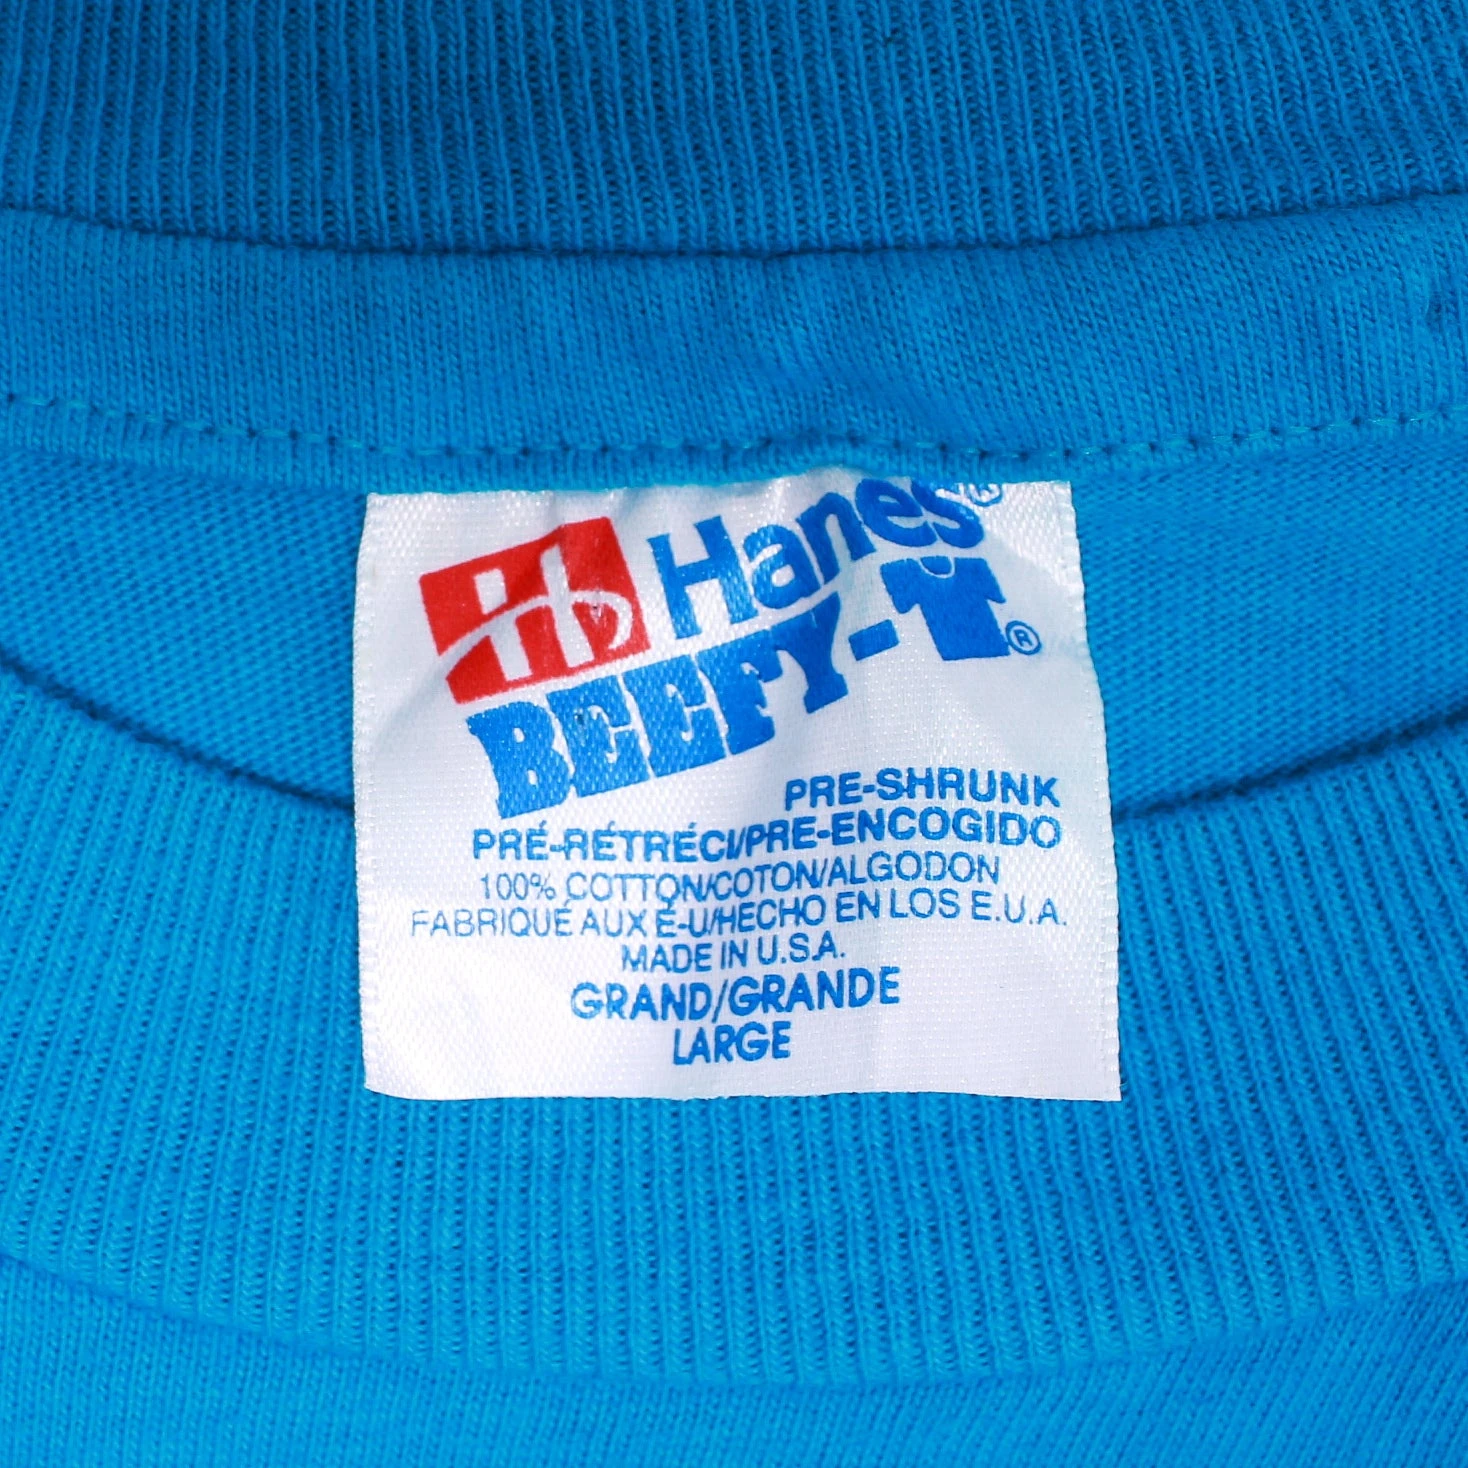 Hanes®
BEEFY-T®
PRE-SHRUNK
PRÉ-RÉTRÉCI/PRE-ENCOGIDO
100% COTTON/COTON/ALGODON
FABRIQUÉ AUX É-U/HECHO EN LOS E.U.A.
MADE IN U.S.A.
GRAND/GRANDE
LARGE